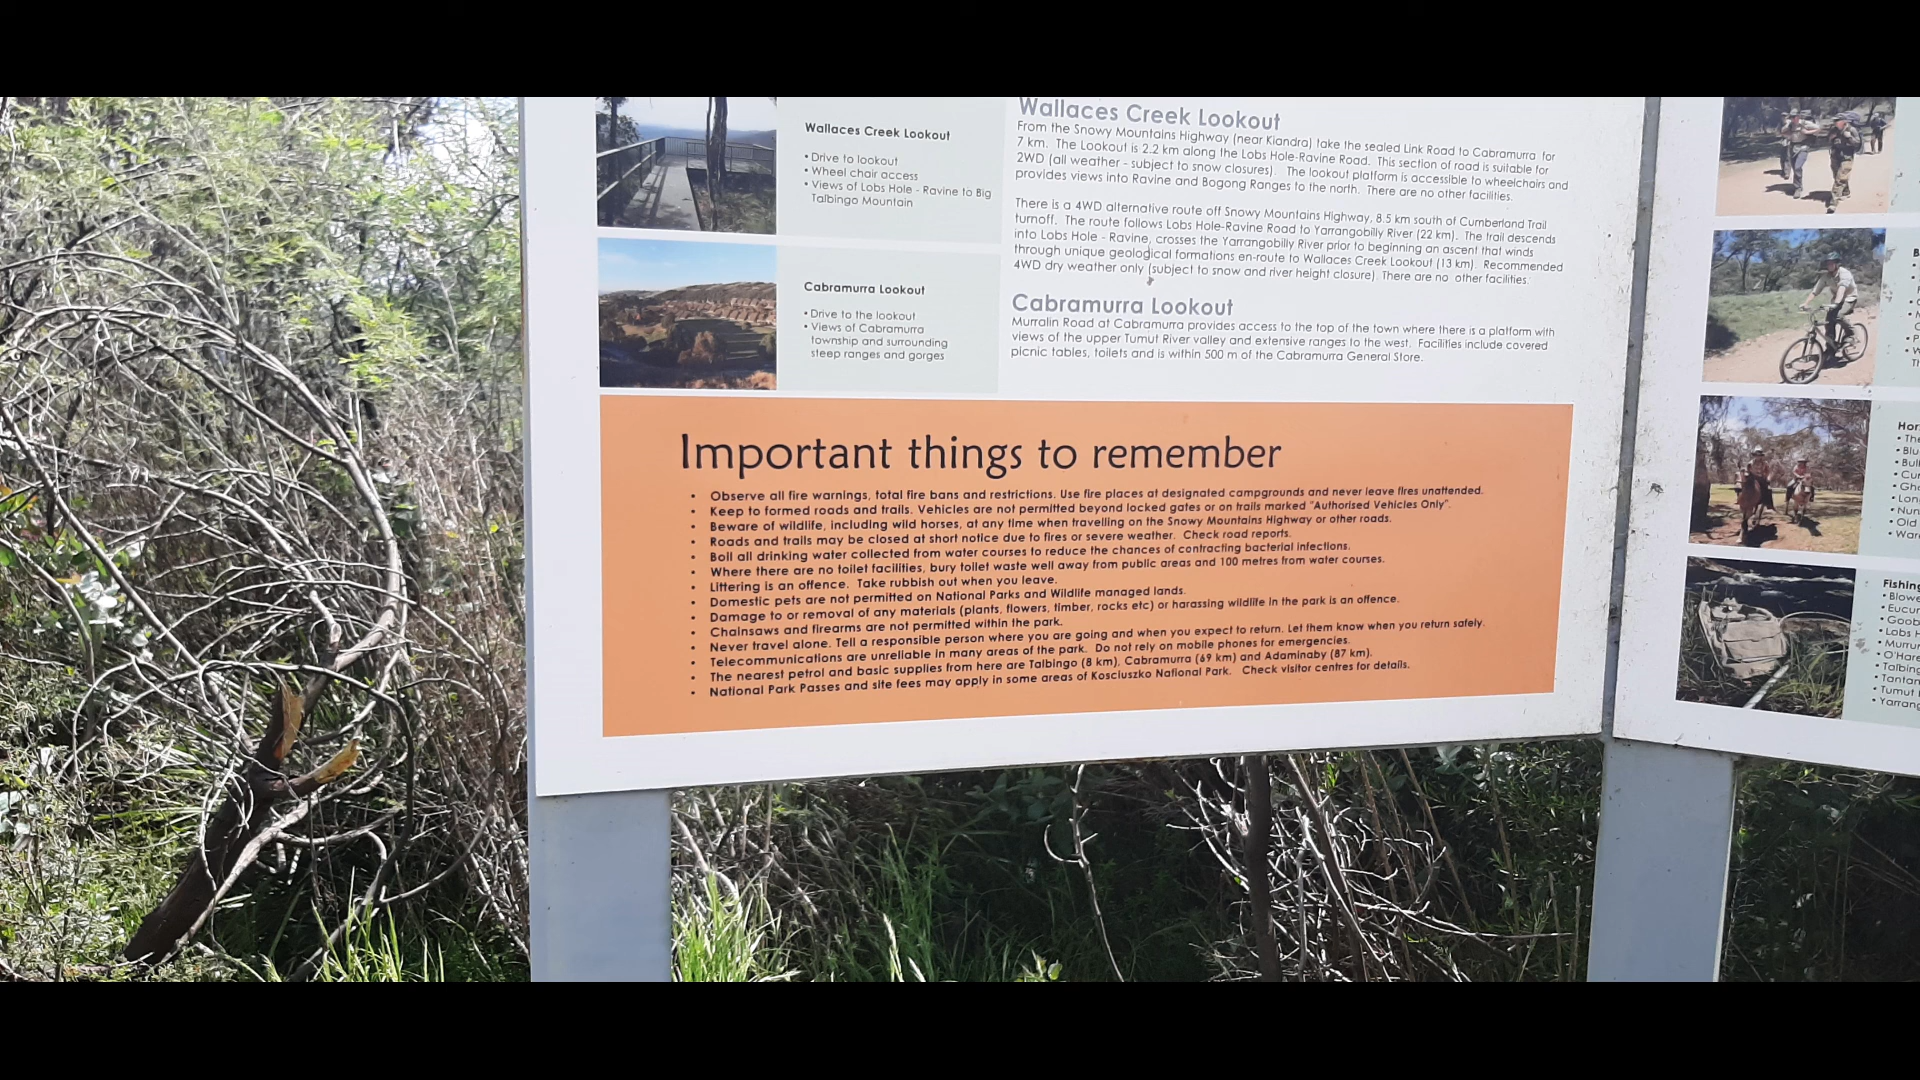 Wallaces Creek Lookout
• Drive to lookout
• Wheel chair access
• Views of Lobs Hole - Ravine to Big
Talbingo Mountain
Cabramurra Lookout
• Drive to the lookout
• Views of Cabramurra
township and surrounding
steep ranges and gorges
Wallaces Creek Lookout
From the Snowy Mountains Highway (near Kiandra) take the sealed Link Road to Cabramurra for
7 km. The Lookout is 2.2 km along the Lobs Hole-Ravine Road. This section of road is suitable for
2WD (all weather - subject to snow closures). The lookout platform is accessible to wheelchairs and
provides views into Ravine and Bogong Ranges to the north. There are no other facilities.
There is a 4WD alternative route off Snowy Mountains Highway, 8.5 km south of Cumberland Trail
turnoff. The route follows Lobs Hole-Ravine Road to Yarrangobilly River (22 km). The trail descends
into Lobs Hole - Ravine, crosses the Yarrangobilly River prior to beginning an ascent that winds
through unique geological formations en-route to Wallaces Creek Lookout (13 km). Recommended
4WD dry weather only (subject to snow and river height closure). There are no other facilities.
Cabramurra Lookout
Murralin Road at Cabramurra provides access to the top of the town where there is a platform with
views of the upper Tumut River valley and extensive ranges to the west. Facilities include covered
picnic tables, toilets and is within 500 m of the Cabramurra General Store.
Important things to remember
• Observe all fire warnings, total fire bans and restrictions. Use fire places at designated campgrounds and never leave fires unattended.
• Keep to formed roads and trails. Vehicles are not permitted beyond locked gates or on trails marked "Authorised Vehicles Only".
• Beware of wildlife, including wild horses, at any time when travelling on the Snowy Mountains Highway or other roads.
• Roads and trails may be closed at short notice due to fires or severe weather. Check road reports.
• Boil all drinking water collected from water courses to reduce the chances of contracting bacterial infections.
• Where there are no toilet facilities, bury toilet waste well away from public areas and 100 metres from water courses.
• Littering is an offence. Take rubbish out when you leave.
• Domestic pets are not permitted on National Parks and Wildlife managed lands.
• Damage to or removal of any materials (plants, flowers, timber, rocks etc) or harassing wildlife in the park is an offence.
• Chainsaws and firearms are not permitted within the park.
• Never travel alone. Tell a responsible person where you are going and when you expect to return. Let them know when you return safely.
• Telecommunications are unreliable in many areas of the park. Do not rely on mobile phones for emergencies.
• The nearest petrol and basic supplies from here are Talbingo (8 km), Cabramurra (69 km) and Adaminaby (87 km).
• National Park Passes and site fees may apply in some areas of Kosciuszko National Park. Check visitor centres for details.
Hor
• The
• Blu
• Bull
• Cur
• Lon
• Nun
• Old
• War
Fishing
• Blowe
• Eucur
• Goob
• Lobs H
• Murrur
• O'Hare
• Talbing
• Tantan
• Tumut
• Yarrang